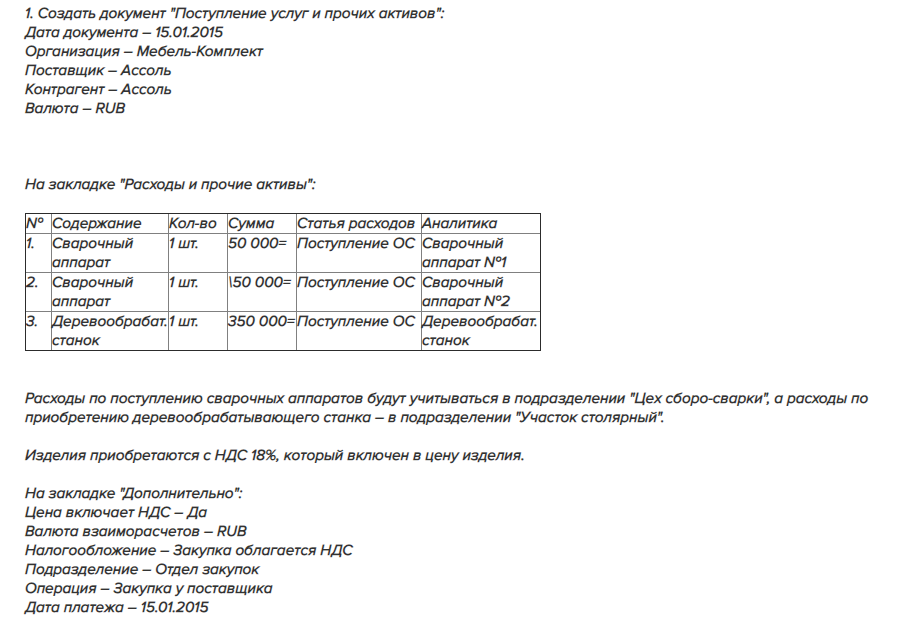 1. Создать документ "Поступление услуг и прочих активов":
Дата документа – 15.01.2015
Организация – Мебель-Комплект
Поставщик – Ассоль
Контрагент – Ассоль
Валюта – RUB
На закладке "Расходы и прочие активы":
№ Содержание Кол-во Сумма Статья расходов Аналитика
1. Сварочный аппарат 1 шт. 50 000= Поступление ОС Сварочный аппарат №1
2. Сварочный аппарат 1 шт. \50 000= Поступление ОС Сварочный аппарат №2
3. Деревообрабат. станок 1 шт. 350 000= Поступление ОС Деревообрабат. станок
Расходы по поступлению сварочных аппаратов будут учитываться в подразделении "Цех сборо-сварки", а расходы по
приобретению деревообрабатывающего станка – в подразделении "Участок столярный".
Изделия приобретаются с НДС 18%, который включен в цену изделия.
На закладке "Дополнительно":
Цена включает НДС – Да
Валюта взаиморасчетов – RUB
Налогообложение – Закупка облагается НДС
Подразделение – Отдел закупок
Операция – Закупка у поставщика
Дата платежа – 15.01.2015